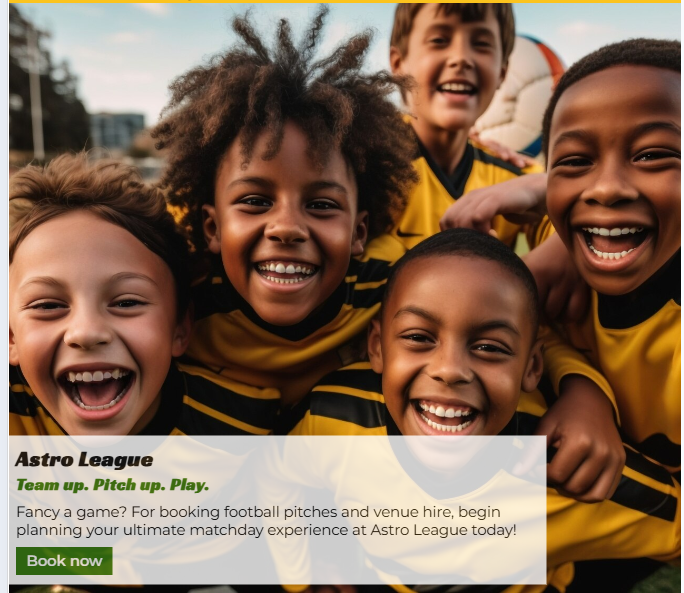 Astro League
Team up. Pitch up. Play.
Fancy a game? For booking football pitches and venue hire, begin
planning your ultimate matchday experience at Astro League today!
Book now